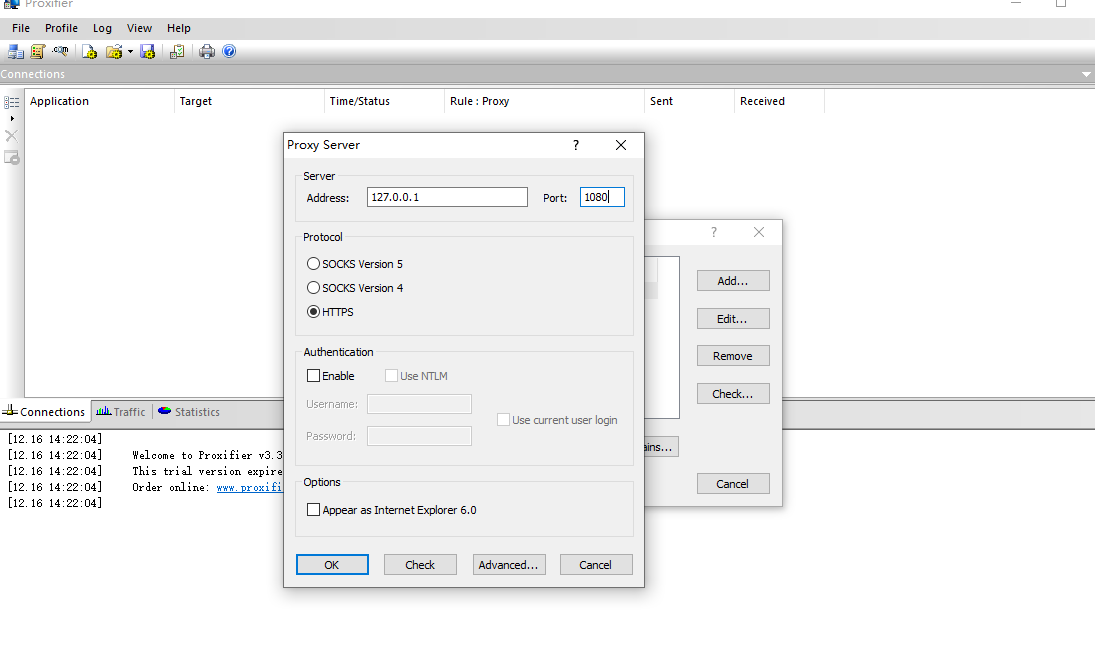 Proxifier
File Profile Log View Help
.com
Connections
Application Target Time/Status Rule : Proxy Sent Received
Proxy Server ?
Server
Address: 127.0.0.1 Port: 1080
Protocol
SOCKS Version 5
SOCKS Version 4
HTTPS
Authentication
Enable Use NTLM
Username:
Use current user login
Password:
Options
Appear as Internet Explorer 6.0
OK Check Advanced... Cancel
?
Add...
Edit...
Remove
Check...
ains...
Cancel
Connections Traffic Statistics
[12.16 14:22:04]
[12.16 14:22:04] Welcome to Proxifier v3.3
[12.16 14:22:04] This trial version expire
[12.16 14:22:04] Order online: www.proxifi
[12.16 14:22:04]